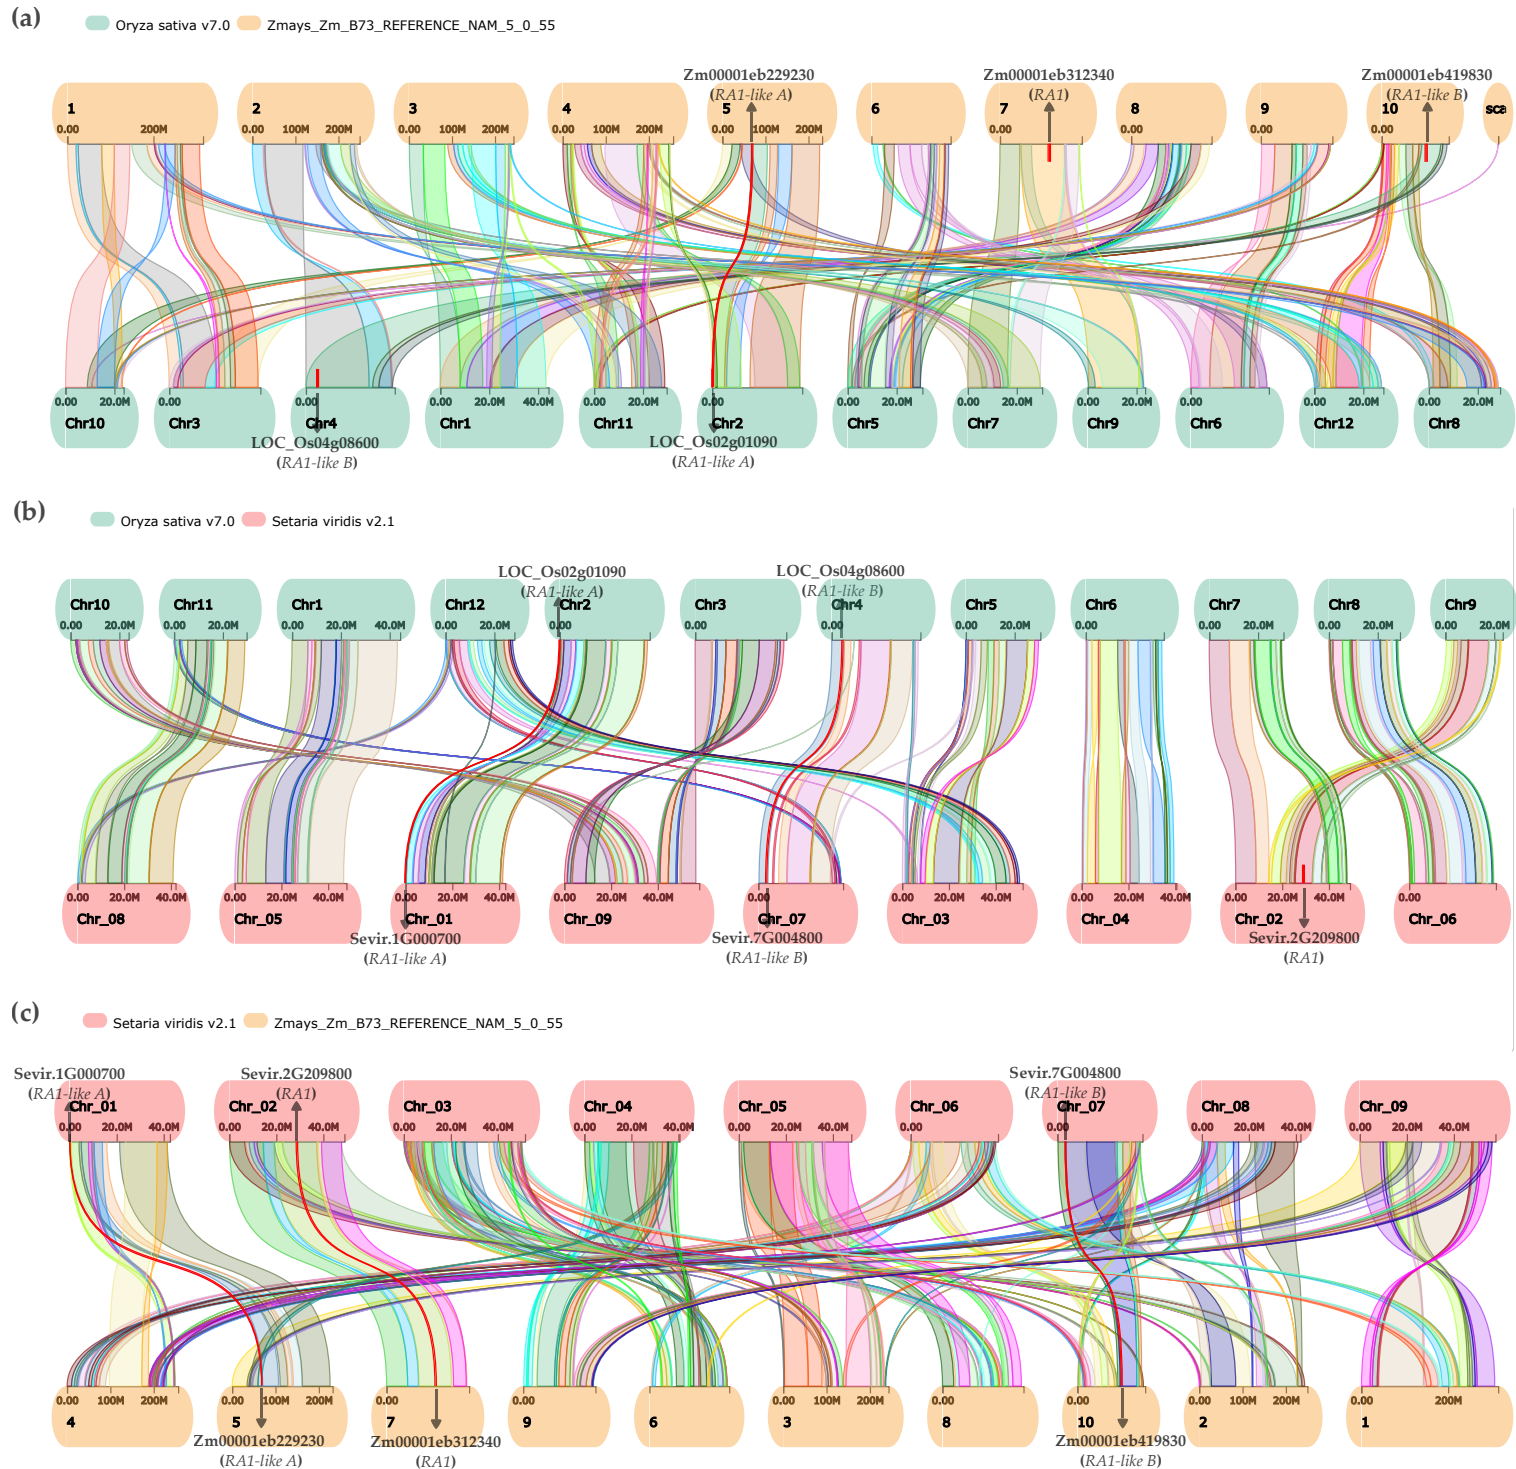 (a)
Oryza sativa v7.0 Zmays_Zm_B73_REFERENCE_NAM_5_0_55
Zm00001eb229230 Zm00001eb312340 Zm00001eb419830
(RA1-like A) (RA1) (RA1-like B)
1 2 3 4 5 6 7 8 9 10 sca
0.00 200M 0.00 100M 200M 0.00 100M 200M 0.00 100M 200M 0.00 100M 200M 0.00 0.00 0.00 0.00 0.00
0.00 20.0M 0.00 0.00 0.00 20.0M 40.0M 0.00 20.0M 0.00 0.00 20.0M 0.00 20.0M 0.00 20.0M 0.00 0.00 20.0M 0.00 20.0M
Chr10 Chr3 Chr4 Chr1 Chr11 Chr2 Chr5 Chr7 Chr9 Chr6 Chr12 Chr8
LOC_Os04g08600 LOC_Os02g01090
(RA1-like B) (RA1-like A)
(b)
Oryza sativa v7.0 Setaria viridis v2.1
LOC_Os02g01090 LOC_Os04g08600
(RA1-like A) (RA1-like B)
Chr10 Chr11 Chr1 Chr12 Chr2 Chr3 Chr4 Chr5 Chr6 Chr7 Chr8 Chr9
0.00 20.0M 0.00 20.0M 0.00 20.0M 40.0M 0.00 20.0M 0.00 0.00 0.00 0.00 20.0M 0.00 0.00 20.0M 0.00 20.0M 0.00 20.0M
0.00 20.0M 40.0M 0.00 20.0M 40.0M 0.00 20.0M 40.0M 0.00 20.0M 40.0M 0.00 40.0M 0.00 20.0M 40.0M 0.00 20.0M 40.0M 0.00 20.0M 40.0M 0.00 20.0M
Chr_08 Chr_05 Chr_01 Chr_09 Chr_07 Chr_03 Chr_04 Chr_02 Chr_06
Sevir.1G000700 Sevir.7G004800 Sevir.2G209800
(RA1-like A) (RA1-like B) (RA1)
(c)
Setaria viridis v2.1 Zmays_Zm_B73_REFERENCE_NAM_5_0_55
Sevir.1G000700 Sevir.2G209800 Sevir.7G004800
(RA1-like A) (RA1) (RA1-like B)
Chr_01 Chr_02 Chr_03 Chr_04 Chr_05 Chr_06 Chr_07 Chr_08 Chr_09
0.00 20.0M 40.0M 0.00 20.0M 40.0M 0.00 20.0M 40.0M 0.00 20.0M 40.0M 0.00 20.0M 40.0M 0.00 20.0M 0.00 20.0M 0.00 20.0M 40.0M 0.00 20.0M 40.0M
0.00 100M 200M 0.00 100M 200M 0.00 0.00 0.00 0.00 200M 0.00 0.00 0.00 200M 0.00 200M
4 5 7 9 6 3 8 10 2 1
Zm00001eb229230 Zm00001eb312340 Zm00001eb419830
(RA1-like A) (RA1) (RA1-like B)